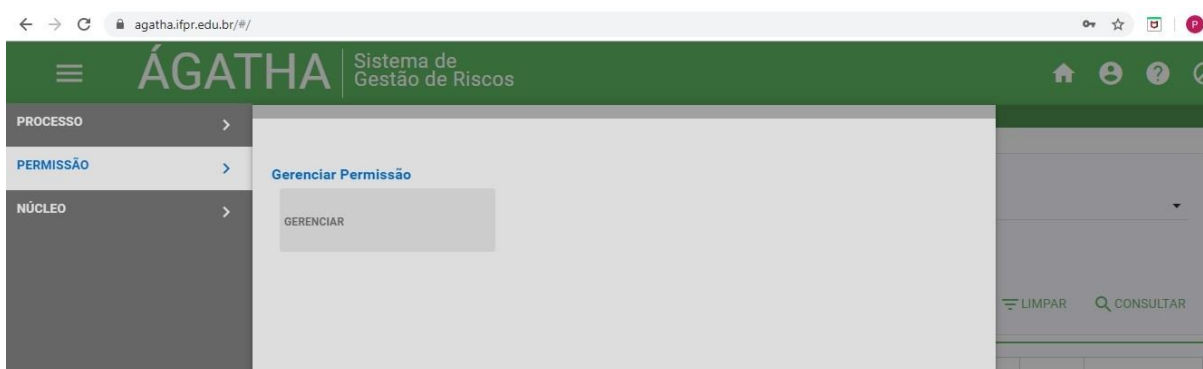 agatha.ifpr.edu.br/#/
P
ÁGATHA
Sistema de
Gestão de Riscos
PROCESSO
PERMISSÃO
Gerenciar Permissão
NÚCLEO
GERENCIAR
LIMPAR
CONSULTAR